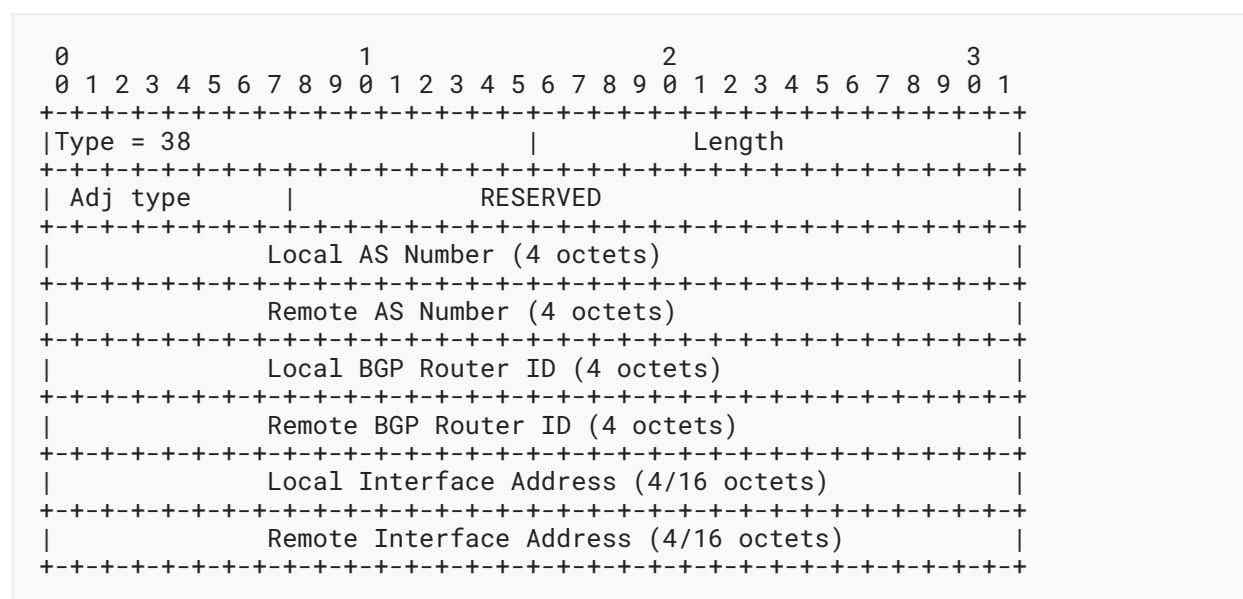 0                   1                   2                   3
 0 1 2 3 4 5 6 7 8 9 0 1 2 3 4 5 6 7 8 9 0 1 2 3 4 5 6 7 8 9 0 1
+-+-+-+-+-+-+-+-+-+-+-+-+-+-+-+-+-+-+-+-+-+-+-+-+-+-+-+-+-+-+-+-+
|Type = 38                      |          Length               |
+-+-+-+-+-+-+-+-+-+-+-+-+-+-+-+-+-+-+-+-+-+-+-+-+-+-+-+-+-+-+-+-+
| Adj type      |            RESERVED                           |
+-+-+-+-+-+-+-+-+-+-+-+-+-+-+-+-+-+-+-+-+-+-+-+-+-+-+-+-+-+-+-+-+
|              Local AS Number (4 octets)                       |
+-+-+-+-+-+-+-+-+-+-+-+-+-+-+-+-+-+-+-+-+-+-+-+-+-+-+-+-+-+-+-+-+
|              Remote AS Number (4 octets)                      |
+-+-+-+-+-+-+-+-+-+-+-+-+-+-+-+-+-+-+-+-+-+-+-+-+-+-+-+-+-+-+-+-+
|              Local BGP Router ID (4 octets)                   |
+-+-+-+-+-+-+-+-+-+-+-+-+-+-+-+-+-+-+-+-+-+-+-+-+-+-+-+-+-+-+-+-+
|              Remote BGP Router ID (4 octets)                  |
+-+-+-+-+-+-+-+-+-+-+-+-+-+-+-+-+-+-+-+-+-+-+-+-+-+-+-+-+-+-+-+-+
|              Local Interface Address (4/16 octets)            |
+-+-+-+-+-+-+-+-+-+-+-+-+-+-+-+-+-+-+-+-+-+-+-+-+-+-+-+-+-+-+-+-+
|              Remote Interface Address (4/16 octets)           |
+-+-+-+-+-+-+-+-+-+-+-+-+-+-+-+-+-+-+-+-+-+-+-+-+-+-+-+-+-+-+-+-+